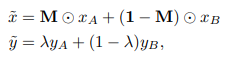 x̃ = M ⊙ x_A + (1 − M) ⊙ x_B
ỹ = λy_A + (1 − λ)y_B,